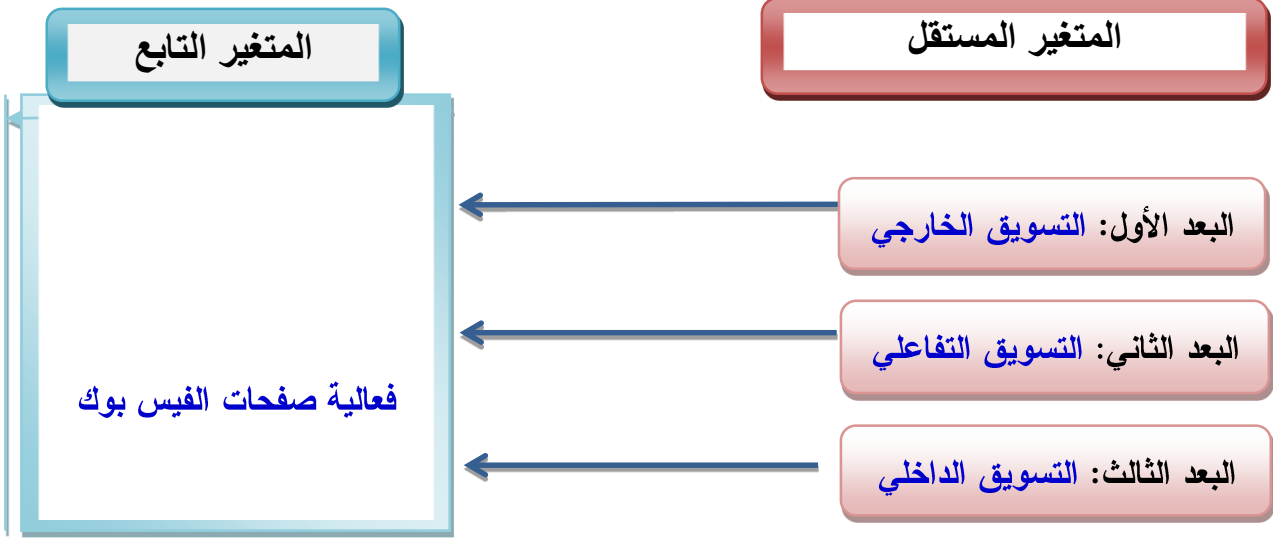 المتغير المستقل
المتغير التابع
البعد الأول: التسويق الخارجي
البعد الثاني: التسويق التفاعلي
البعد الثالث: التسويق الداخلي
فعالية صفحات الفيس بوك